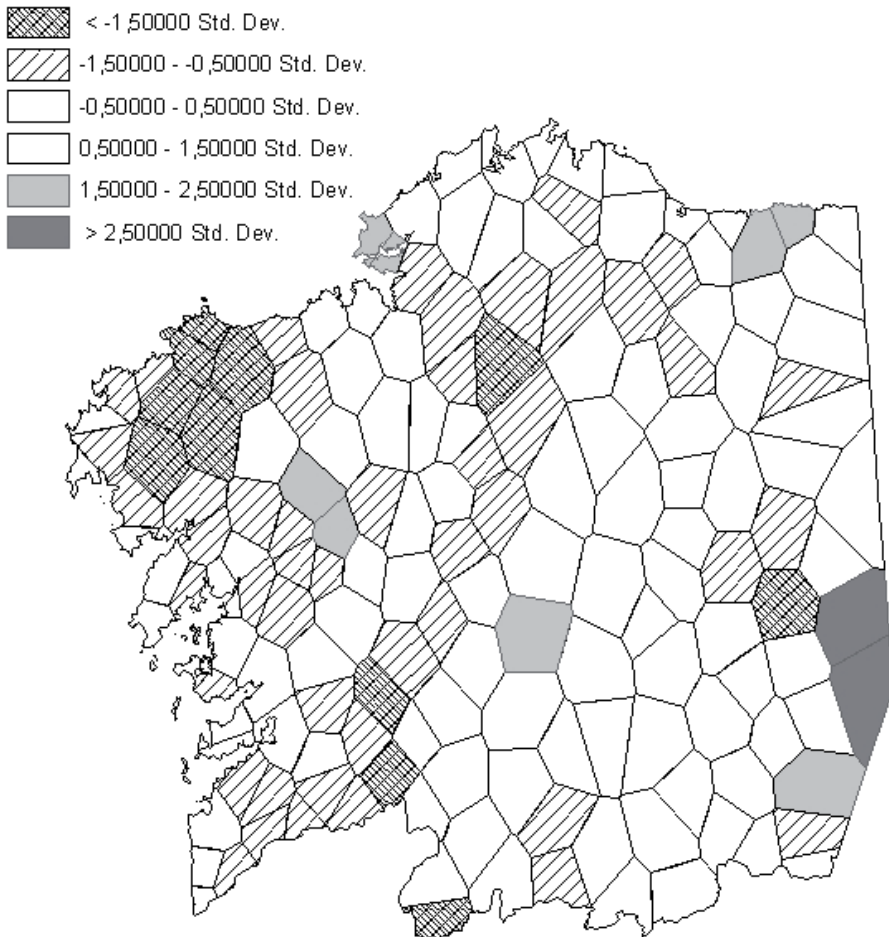 < -1,50000 Std. Dev.
-1,50000 - -0,50000 Std. Dev.
-0,50000 - 0,50000 Std. Dev.
0,50000 - 1,50000 Std. Dev.
1,50000 - 2,50000 Std. Dev.
> 2,50000 Std. Dev.